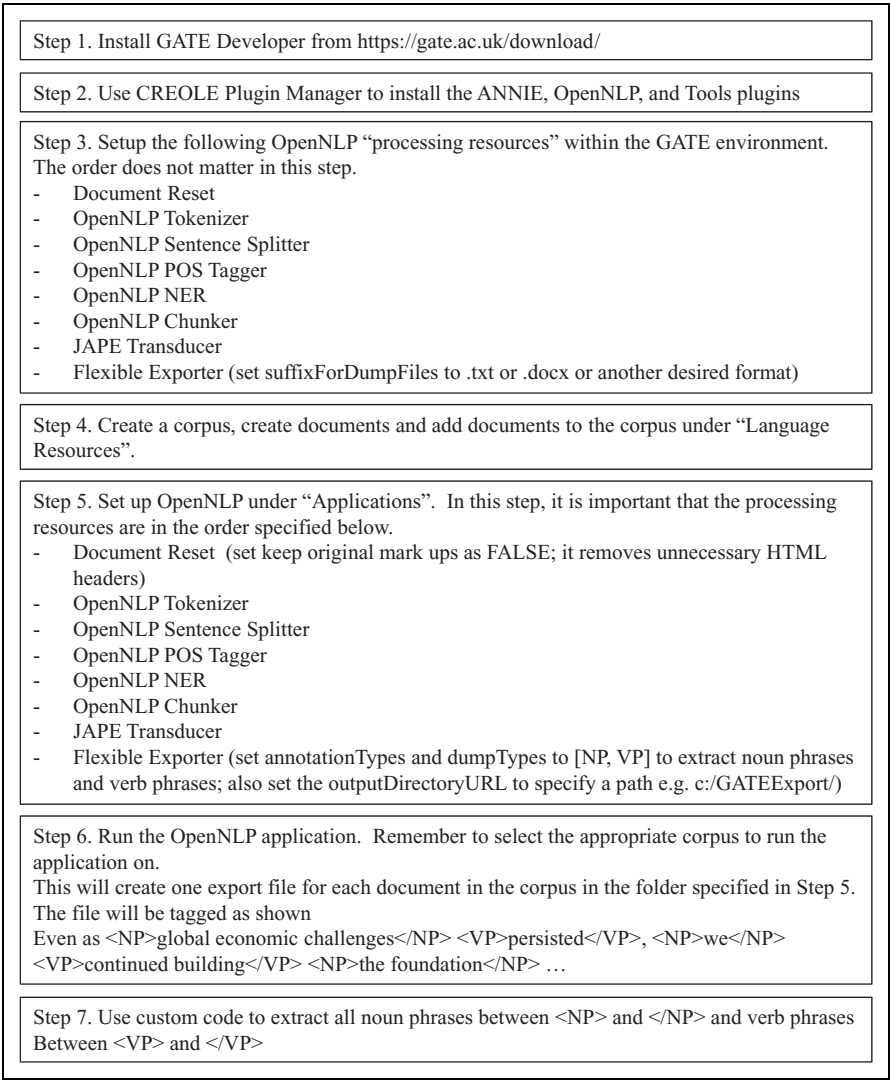 Step 1. Install GATE Developer from https://gate.ac.uk/download/
Step 2. Use CREOLE Plugin Manager to install the ANNIE, OpenNLP, and Tools plugins
Step 3. Setup the following OpenNLP “processing resources” within the GATE environment.
The order does not matter in this step.
- Document Reset
- OpenNLP Tokenizer
- OpenNLP Sentence Splitter
- OpenNLP POS Tagger
- OpenNLP NER
- OpenNLP Chunker
- JAPE Transducer
- Flexible Exporter (set suffixForDumpFiles to .txt or .docx or another desired format)
Step 4. Create a corpus, create documents and add documents to the corpus under “Language
Resources”.
Step 5. Set up OpenNLP under “Applications”. In this step, it is important that the processing
resources are in the order specified below.
- Document Reset (set keep original mark ups as FALSE; it removes unnecessary HTML
headers)
- OpenNLP Tokenizer
- OpenNLP Sentence Splitter
- OpenNLP POS Tagger
- OpenNLP NER
- OpenNLP Chunker
- JAPE Transducer
- Flexible Exporter (set annotationTypes and dumpTypes to [NP, VP] to extract noun phrases
and verb phrases; also set the outputDirectoryURL to specify a path e.g. c:/GATEExport/)
Step 6. Run the OpenNLP application. Remember to select the appropriate corpus to run the
application on.
This will create one export file for each document in the corpus in the folder specified in Step 5.
The file will be tagged as shown
Even as <NP>global economic challenges</NP> <VP>persisted</VP>, <NP>we</NP>
<VP>continued building</VP> <NP>the foundation</NP> …
Step 7. Use custom code to extract all noun phrases between <NP> and </NP> and verb phrases
Between <VP> and </VP>